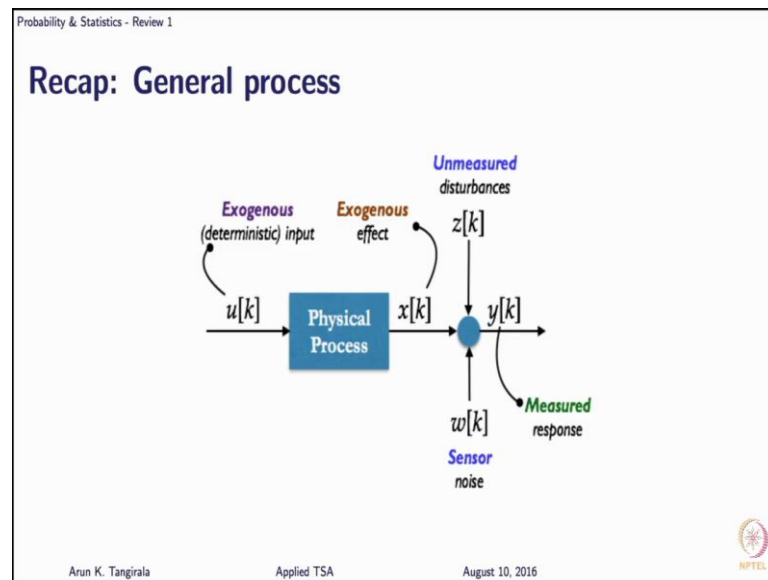 Probability & Statistics - Review 1
Recap: General process
Unmeasured
disturbances
Exogenous
(deterministic) input
Exogenous
effect
z[k]
u[k]
Physical
Process
x[k]
y[k]
w[k]
Measured
response
Sensor
noise
Arun K. Tangirala
Applied TSA
August 10, 2016
NPTEL